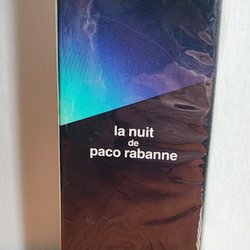 la nuit
de
paco rabanne